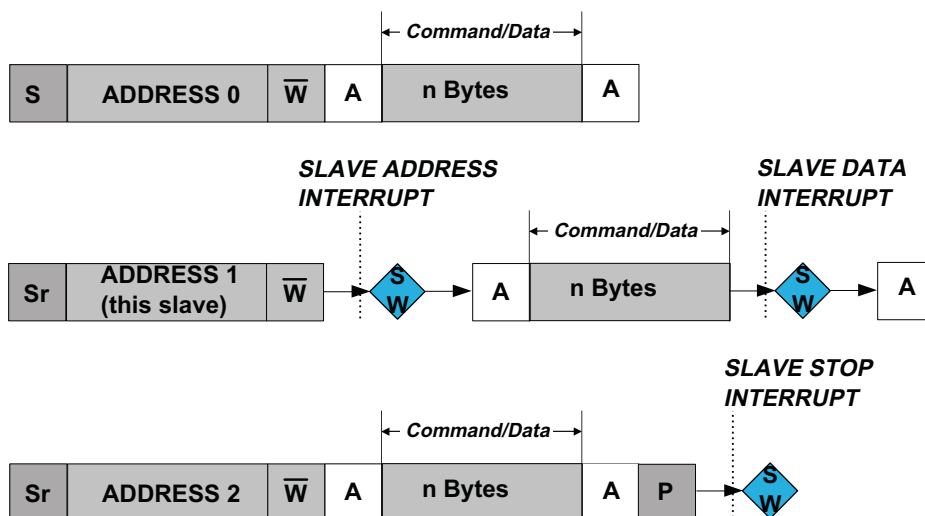 Command/Data
S ADDRESS 0 W̅ A n Bytes A
SLAVE ADDRESS
INTERRUPT
SLAVE DATA
INTERRUPT
Command/Data
Sr ADDRESS 1
(this slave) W̅ S
W A n Bytes S
W A
SLAVE STOP
INTERRUPT
Command/Data
Sr ADDRESS 2 W̅ A n Bytes A P S
W